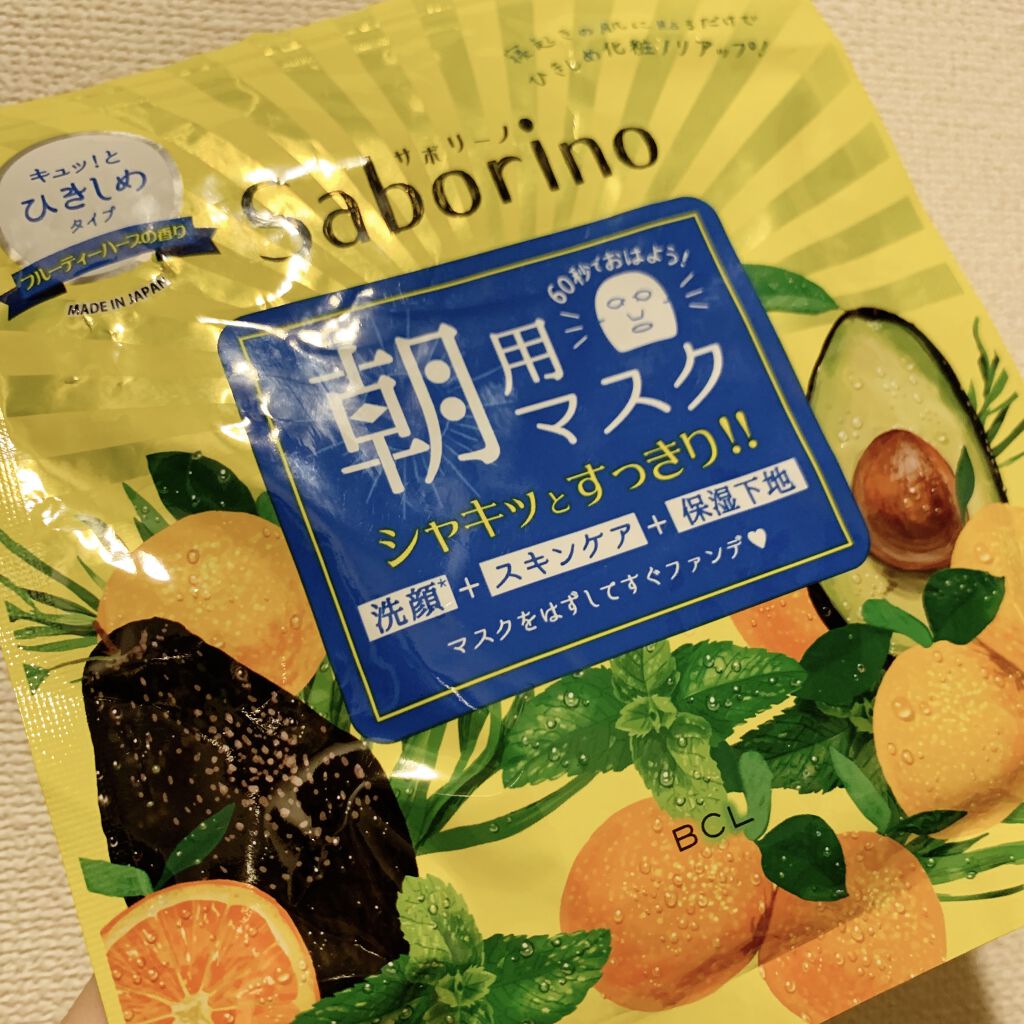 寝起きの肌に貼るだけで
ひきしめ化粧ノリアップ!
サボリーノ
Saborino
キュッ!と
ひきしめ
タイプ
フルーティーハーブの香り
MADE IN JAPAN
60秒でおはよう!
朝用マスク
シャキッとすっきり!!
洗顔*+スキンケア+保湿下地
マスクをはずしてすぐファンデ♥
BCL